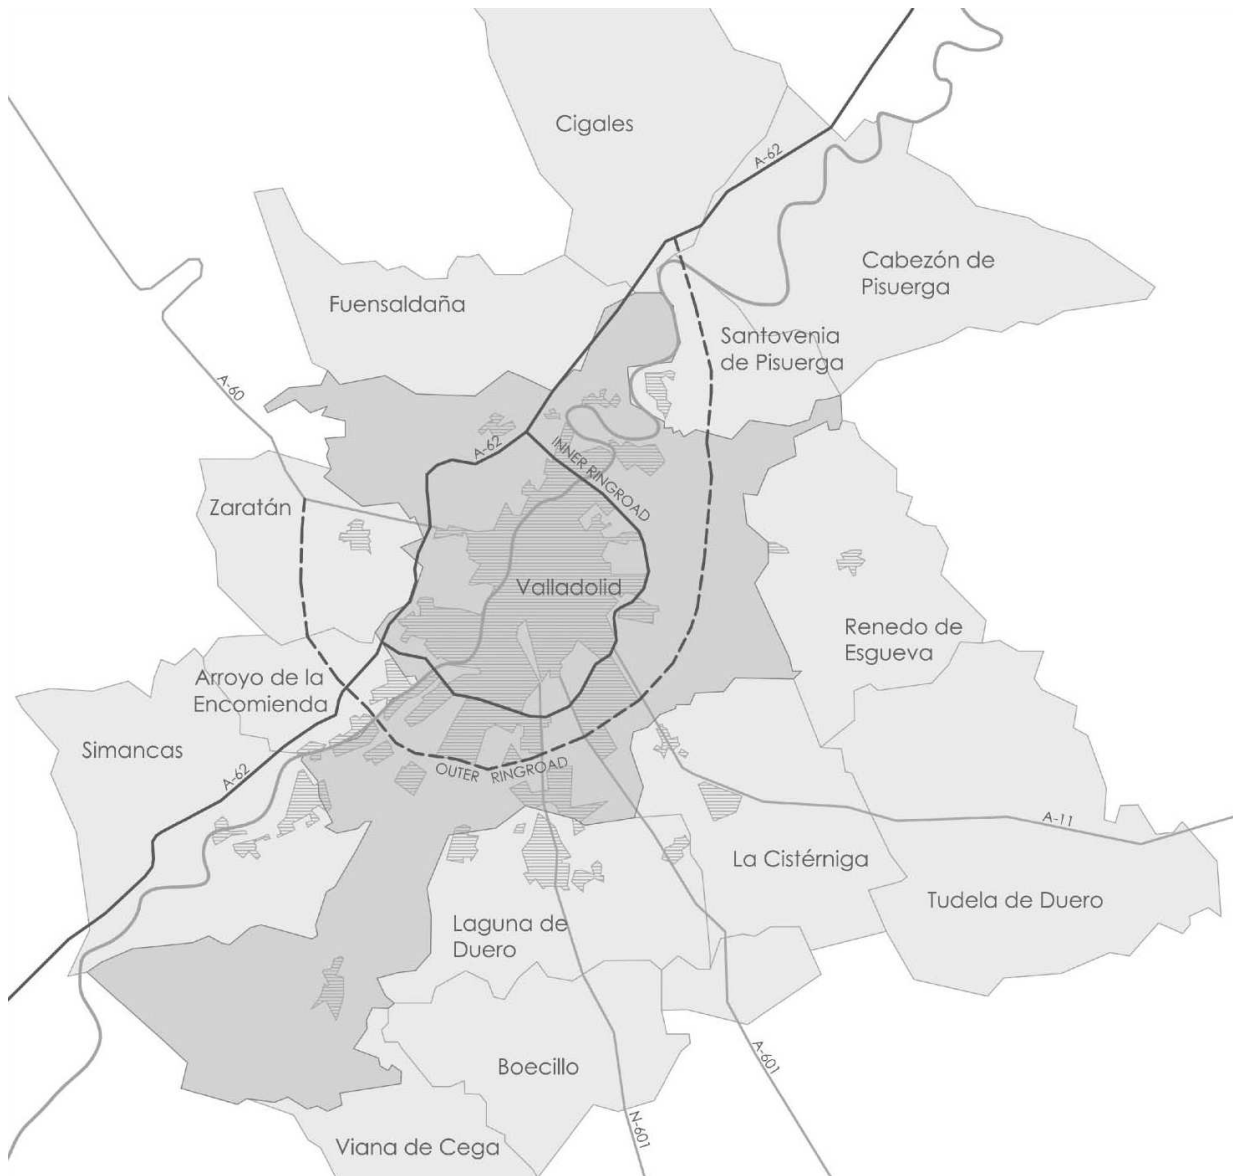 Cigales
A-62
Cabezón de
Pisuerga
Fuensaldaña
Santovenia
de Pisuerga
A-60
A-62
INNER RINGROAD
Zaratán
Valladolid
Renedo de
Esgueva
Arroyo de la
Encomienda
Simancas
A-62
OUTER RINGROAD
A-11
La Cistérniga
Tudela de Duero
Laguna de
Duero
Boecillo
A-601
N-601
Viana de Cega